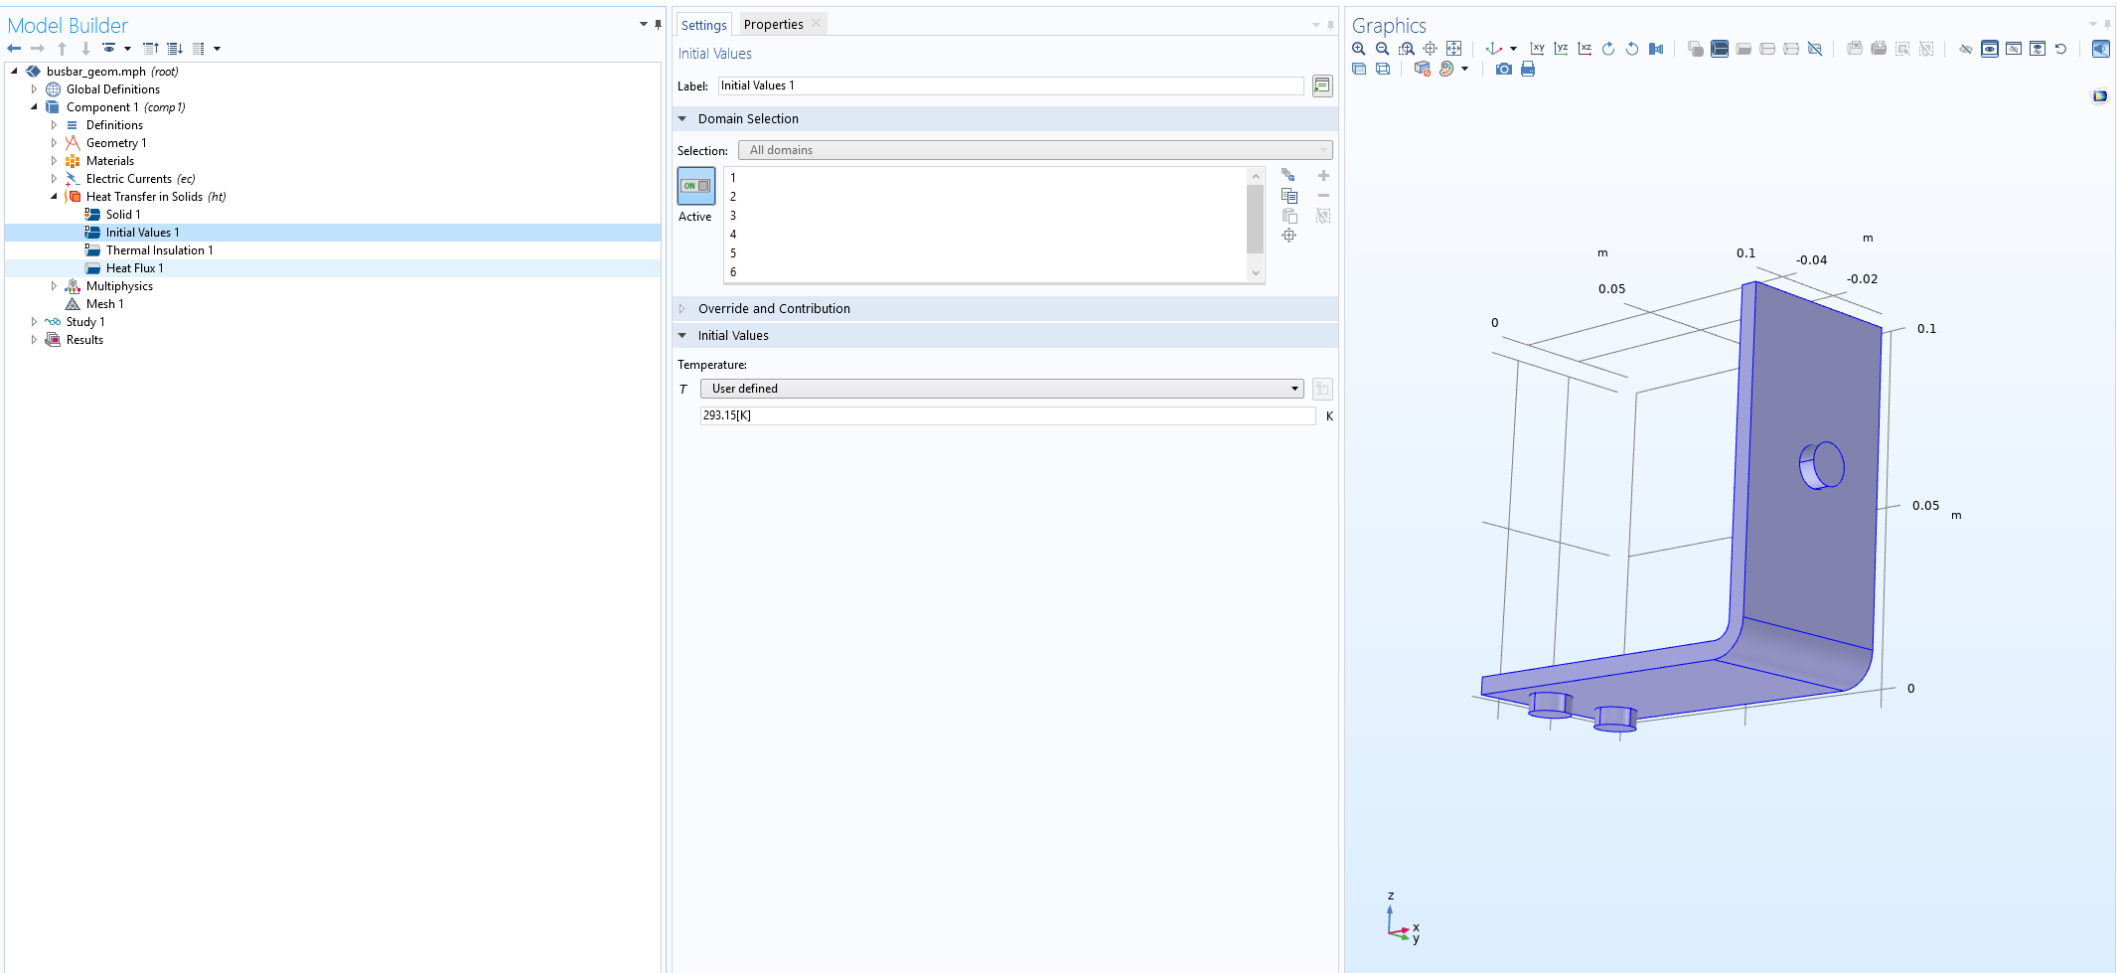 Model Builder
busbar_geom.mph (root)
Global Definitions
Component 1 (comp1)
Definitions
Geometry 1
Materials
Electric Currents (ec)
Heat Transfer in Solids (ht)
Solid 1
Initial Values 1
Thermal Insulation 1
Heat Flux 1
Multiphysics
Mesh 1
Study 1
Results
Settings Properties
Initial Values
Label: Initial Values 1
Domain Selection
Selection: All domains
ON
Active
1
2
3
4
5
6
Override and Contribution
Initial Values
Temperature:
T User defined
293.15[K] K
Graphics
xy yz xz
m
m 0.1 -0.04
-0.02
0.05
0 0.1
0.05 m
0
z
x
y